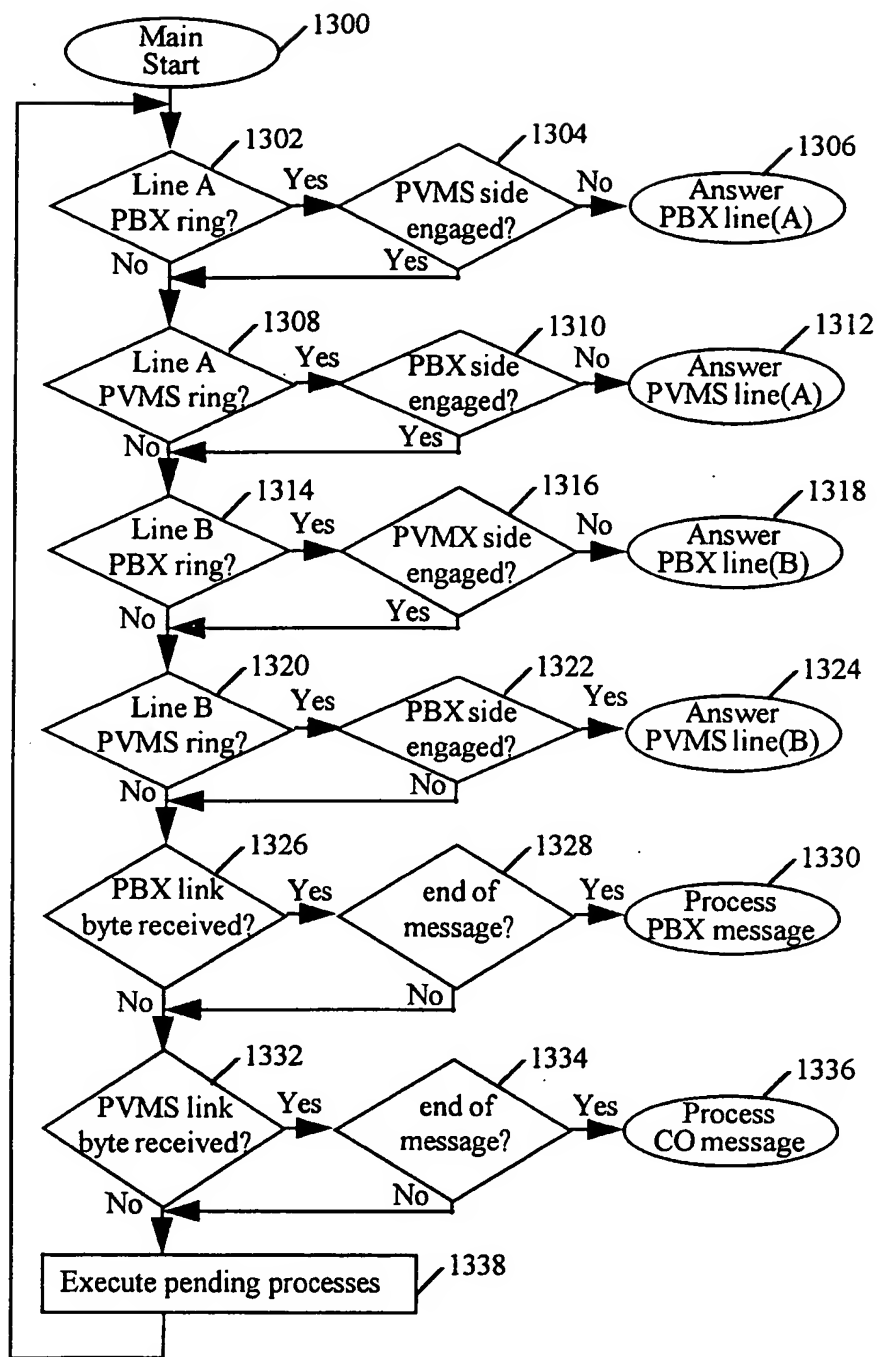 Main
Start
1300
1302
Line A
PBX ring?
Yes
No
1304
PVMS side
engaged?
No
Yes
1306
Answer
PBX line(A)
1308
Line A
PVMS ring?
Yes
No
1310
PBX side
engaged?
No
Yes
1312
Answer
PVMS line(A)
1314
Line B
PBX ring?
Yes
No
1316
PVMX side
engaged?
No
Yes
1318
Answer
PBX line(B)
1320
Line B
PVMS ring?
Yes
No
1322
PBX side
engaged?
Yes
No
1324
Answer
PVMS line(B)
1326
PBX link
byte received?
Yes
No
1328
end of
message?
Yes
No
1330
Process
PBX message
1332
PVMS link
byte received?
Yes
No
1334
end of
message?
Yes
No
1336
Process
CO message
Execute pending processes
1338